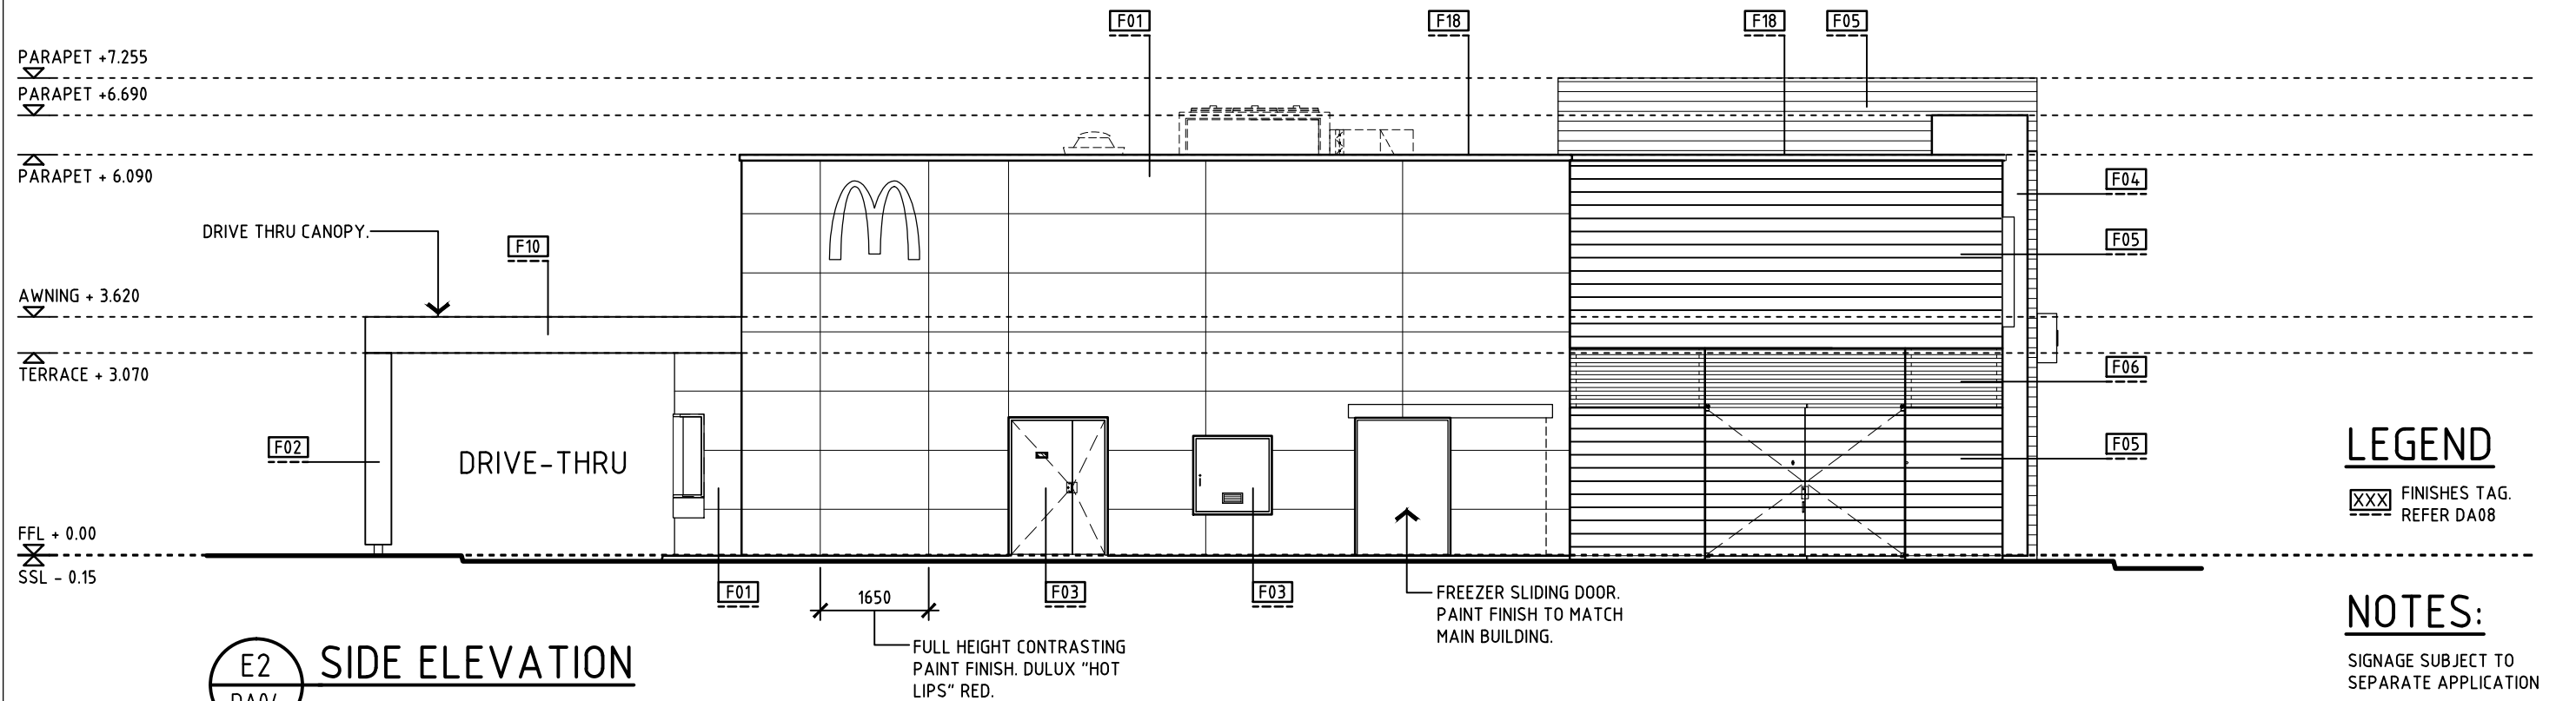 F01
F18
F18
F05
PARAPET +7.255
PARAPET +6.690
PARAPET + 6.090
F04
DRIVE THRU CANOPY.
F10
F05
AWNING + 3.620
TERRACE + 3.070
F06
F02
DRIVE-THRU
F05
LEGEND
XXX FINISHES TAG.
REFER DA08
FFL + 0.00
SSL - 0.15
F01
1650
F03
F03
FREEZER SLIDING DOOR.
PAINT FINISH TO MATCH
MAIN BUILDING.
FULL HEIGHT CONTRASTING
PAINT FINISH. DULUX "HOT
LIPS" RED.
NOTES:
SIGNAGE SUBJECT TO
SEPARATE APPLICATION
E2
SIDE ELEVATION